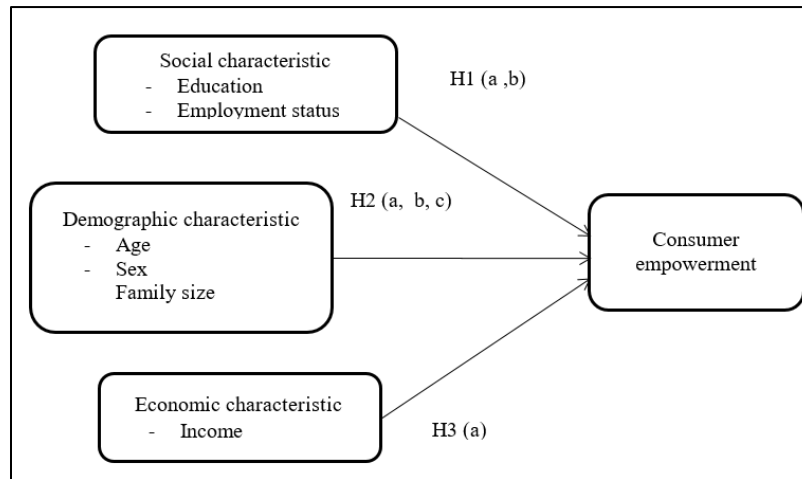 Social characteristic
- Education
- Employment status
H1 (a ,b)
Demographic characteristic
- Age
- Sex
Family size
H2 (a, b, c)
Consumer
empowerment
Economic characteristic
- Income
H3 (a)